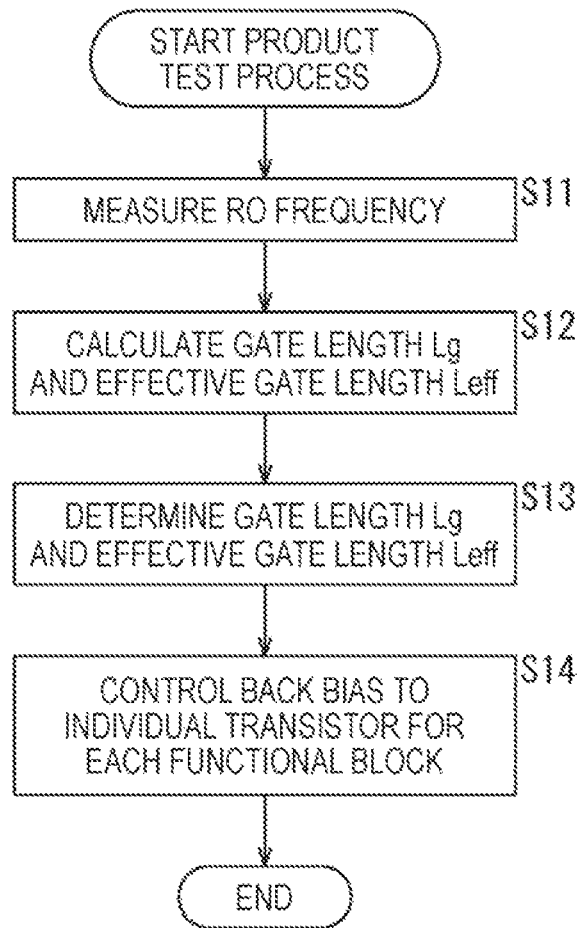 START PRODUCT
TEST PROCESS
S11
MEASURE RO FREQUENCY
S12
CALCULATE GATE LENGTH Lg
AND EFFECTIVE GATE LENGTH Leff
S13
DETERMINE GATE LENGTH Lg
AND EFFECTIVE GATE LENGTH Leff
S14
CONTROL BACK BIAS TO
INDIVIDUAL TRANSISTOR FOR
EACH FUNCTIONAL BLOCK
END